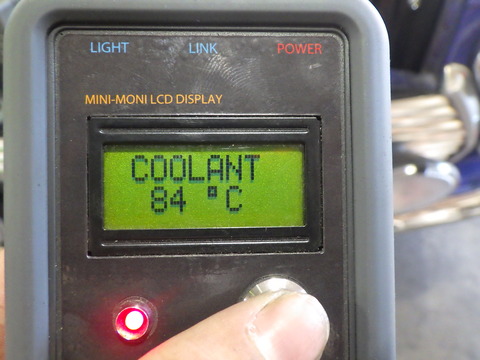 LIGHT LINK POWER
MINI-MONI LCD DISPLAY
COOLANT
84 °C